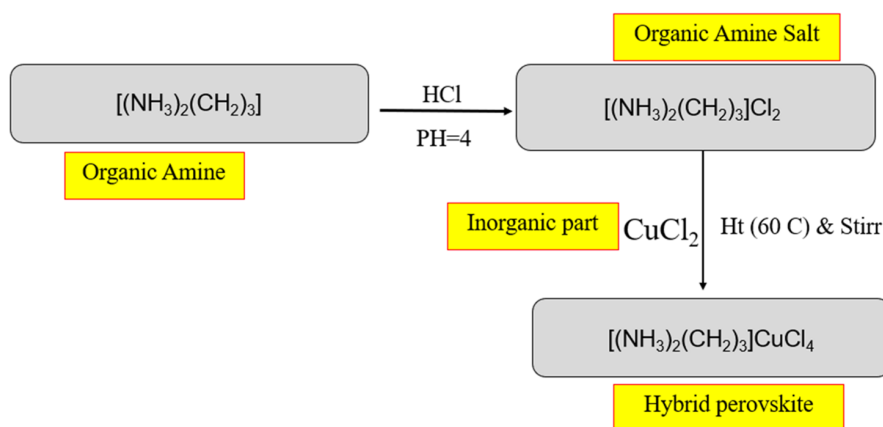 Organic Amine Salt
[(NH₃)₂(CH₂)₃]
HCl
PH=4
[(NH₃)₂(CH₂)₃]Cl₂
Organic Amine
Inorganic part
CuCl₂
Ht (60 C) & Stirr
[(NH₃)₂(CH₂)₃]CuCl₄
Hybrid perovskite